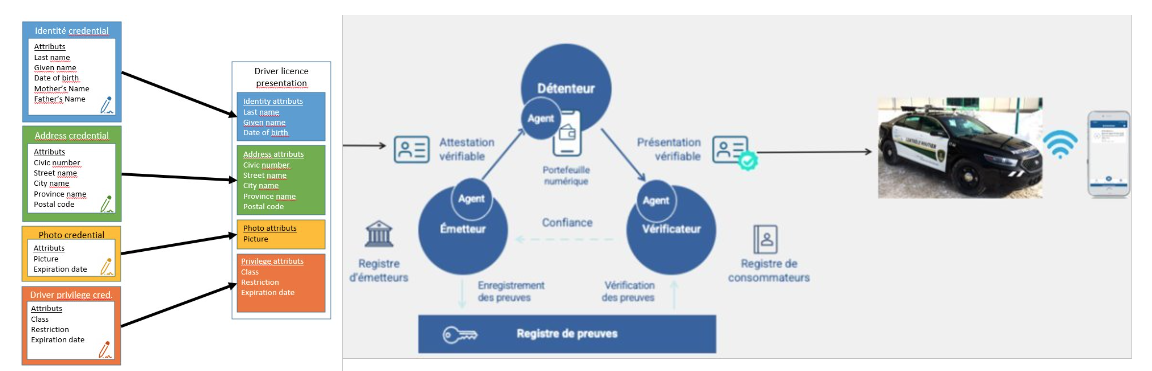 Identité credential
Attributs
Last name
Given name
Date of birth
Mother's Name
Father's Name
Address credential
Attributs
Civic number
Street name
City name
Province name
Postal code
Photo credential
Attributs
Picture
Expiration date
Driver privilege cred.
Attributs
Class
Restriction
Expiration date
Driver licence
presentation
Identity attributs
Last name
Given name
Date of birth
Address attributs
Civic number
Street name
City name
Province name
Postal code
Photo attributs
Picture
Privilege attributs
Class
Restriction
Expiration date
Détenteur
Agent
Attestation
vérifiable
Présentation
vérifiable
Portefeuille
numérique
Agent
Émetteur
Confiance
Agent
Vérificateur
Registre
d'émetteurs
Registre de
consommateurs
Enregistrement
des preuves
Vérification
des preuves
Registre de preuves